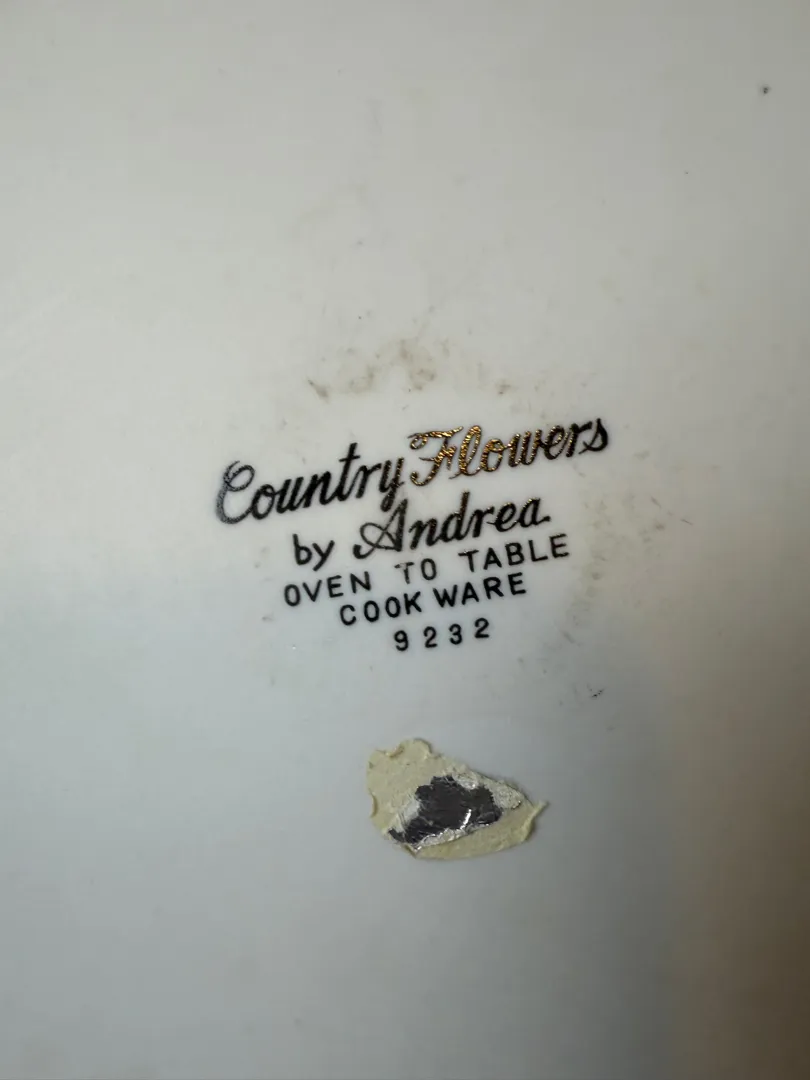 Country Flowers
by Andrea
OVEN TO TABLE
COOK WARE
9232